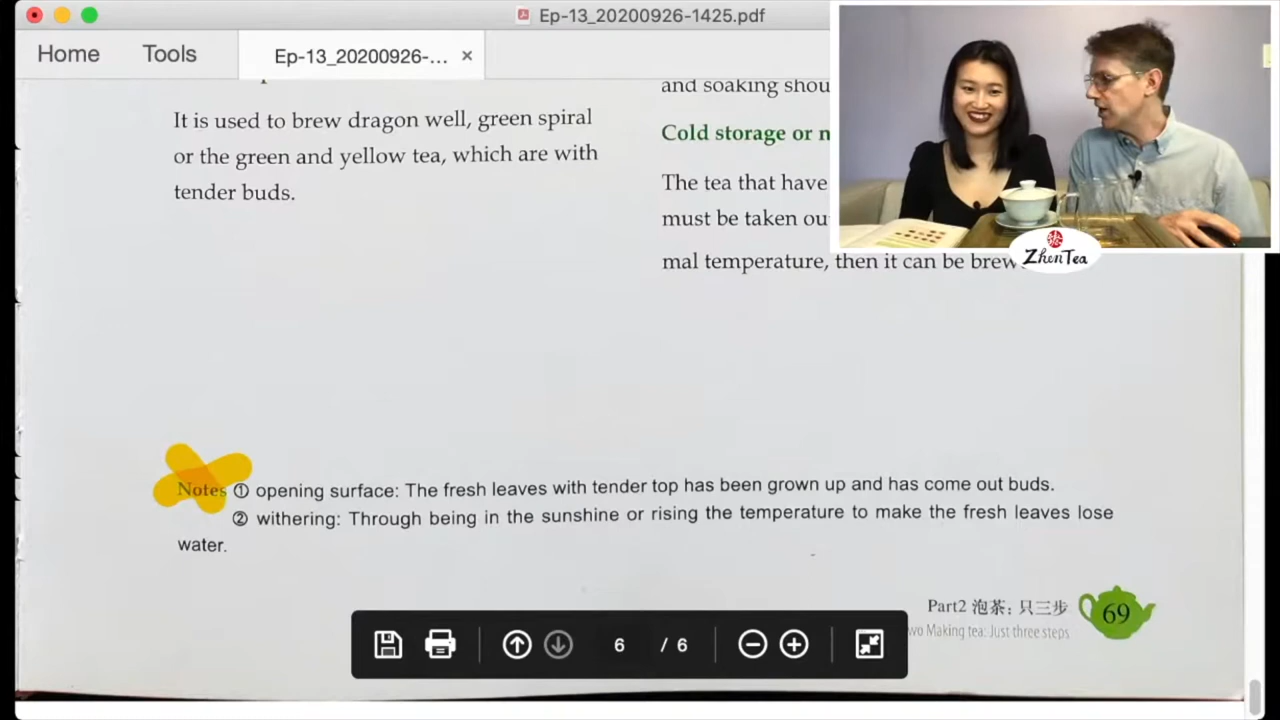 Ep-13_20200926-1425.pdf
Home Tools Ep-13_20200926-... ×
It is used to brew dragon well, green spiral
or the green and yellow tea, which are with
tender buds.
and soaking shou
Cold storage or n
The tea that have
must be taken ou
mal temperature, then it can be brew
Zhen Tea
Notes ① opening surface: The fresh leaves with tender top has been grown up and has come out buds.
② withering: Through being in the sunshine or rising the temperature to make the fresh leaves lose
water.
Part2 泡茶：只三步
wo Making tea: Just three steps
69
6 / 6